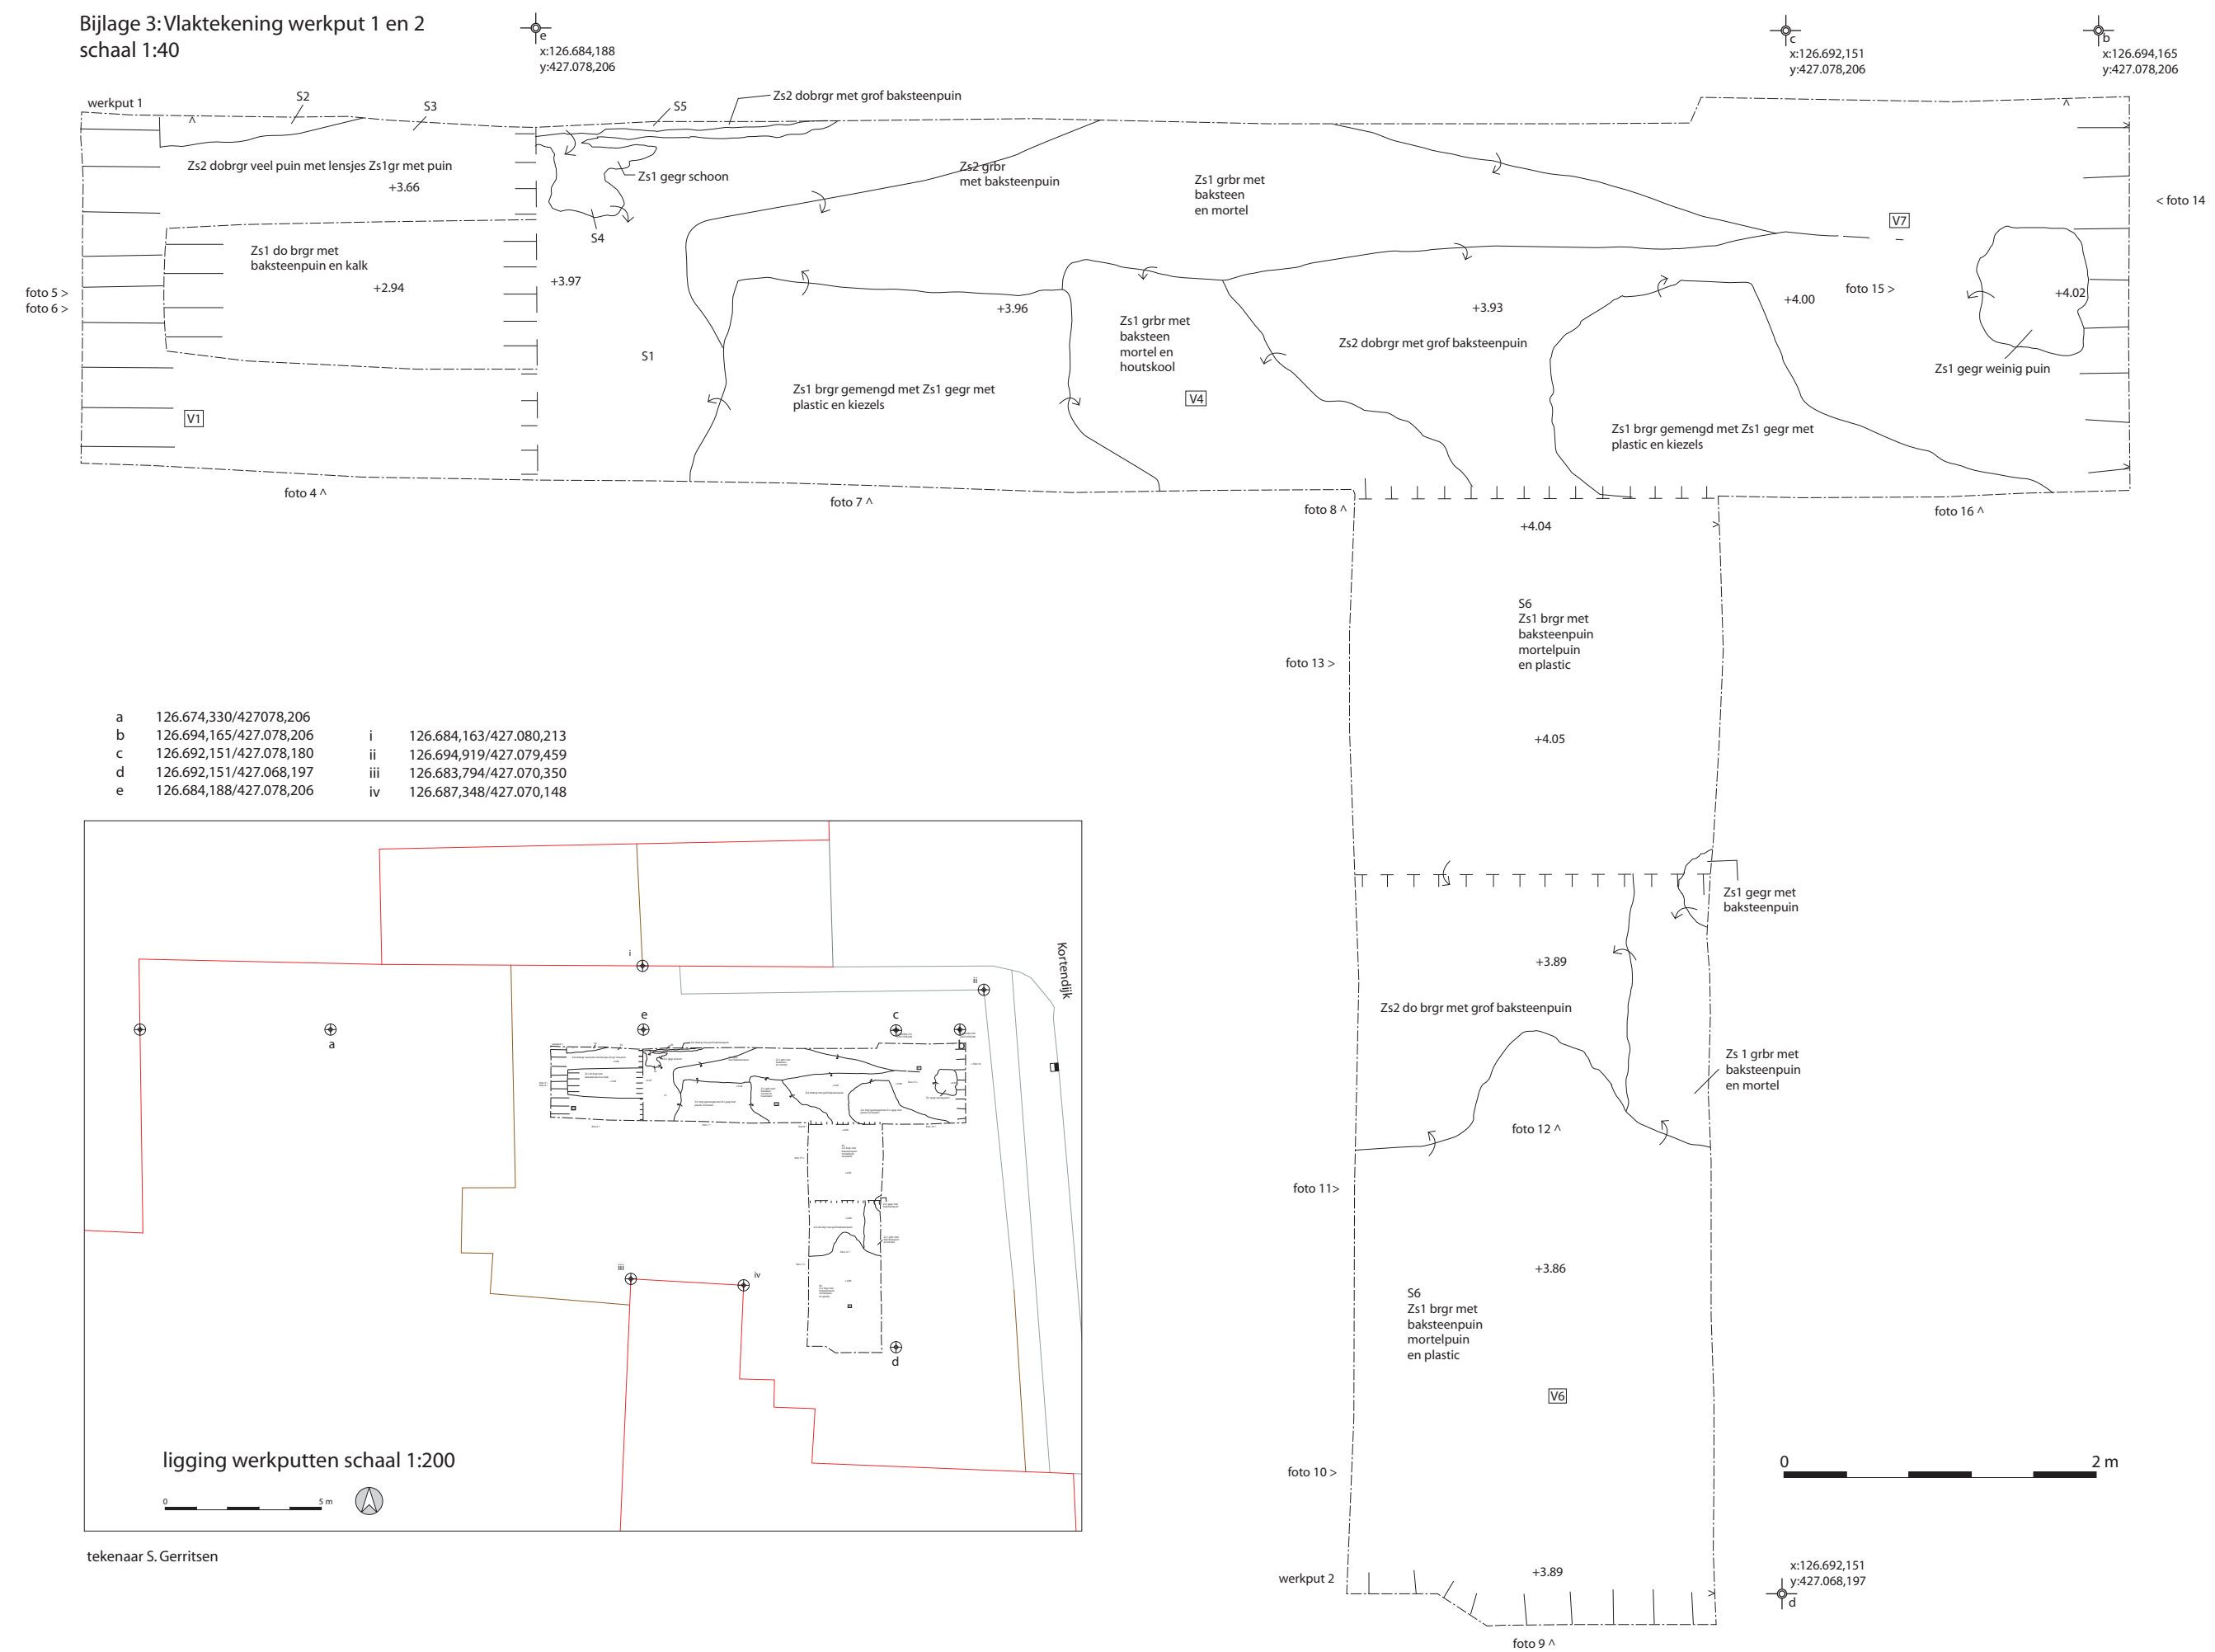 Bijlage 3: Vlaktekening werkput 1 en 2
schaal 1:40
e
x:126.684,188
y:427.078,206
c
x:126.692,151
y:427.078,206
b
x:126.694,165
y:427.078,206
werkput 1
S2
S3
S5
Zs2 dobrgr met grof baksteenpuin
Zs2 dobrgr veel puin met lensjes Zs1gr met puin
+3.66
Zs1 gegr schoon
S4
Zs2 grbr
met baksteenpuin
Zs1 grbr met
baksteen
en mortel
V7
< foto 14
Zs1 do brgr met
baksteenpuin en kalk
+2.94
+3.97
foto 5 >
foto 6 >
+3.96
Zs1 grbr met
baksteen
mortel en
houtskool
+3.93
Zs2 dobrgr met grof baksteenpuin
+4.00
foto 15 >
+4.02
S1
Zs1 gegr weinig puin
Zs1 brgr gemengd met Zs1 gegr met
plastic en kiezels
V4
V1
Zs1 brgr gemengd met Zs1 gegr met
plastic en kiezels
foto 4 ^
foto 7 ^
foto 8 ^
foto 16 ^
+4.04
S6
Zs1 brgr met
baksteenpuin
mortelpuin
en plastic
foto 13 >
+4.05
a 126.674,330/427078,206
b 126.694,165/427.078,206
c 126.692,151/427.078,180
d 126.692,151/427.068,197
e 126.684,188/427.078,206
i 126.684,163/427.080,213
ii 126.694,919/427.079,459
iii 126.683,794/427.070,350
iv 126.687,348/427.070,148
Zs1 gegr met
baksteenpuin
+3.89
Zs2 do brgr met grof baksteenpuin
Zs 1 grbr met
baksteenpuin
en mortel
foto 12 ^
foto 11>
+3.86
S6
Zs1 brgr met
baksteenpuin
mortelpuin
en plastic
V6
foto 10 >
+3.89
werkput 2
foto 9 ^
0 2 m
x:126.692,151
y:427.068,197
d
Kortendijk
i
ii
e
c
b
a
iii
iv
d
ligging werkputten schaal 1:200
0 5 m
tekenaar S. Gerritsen